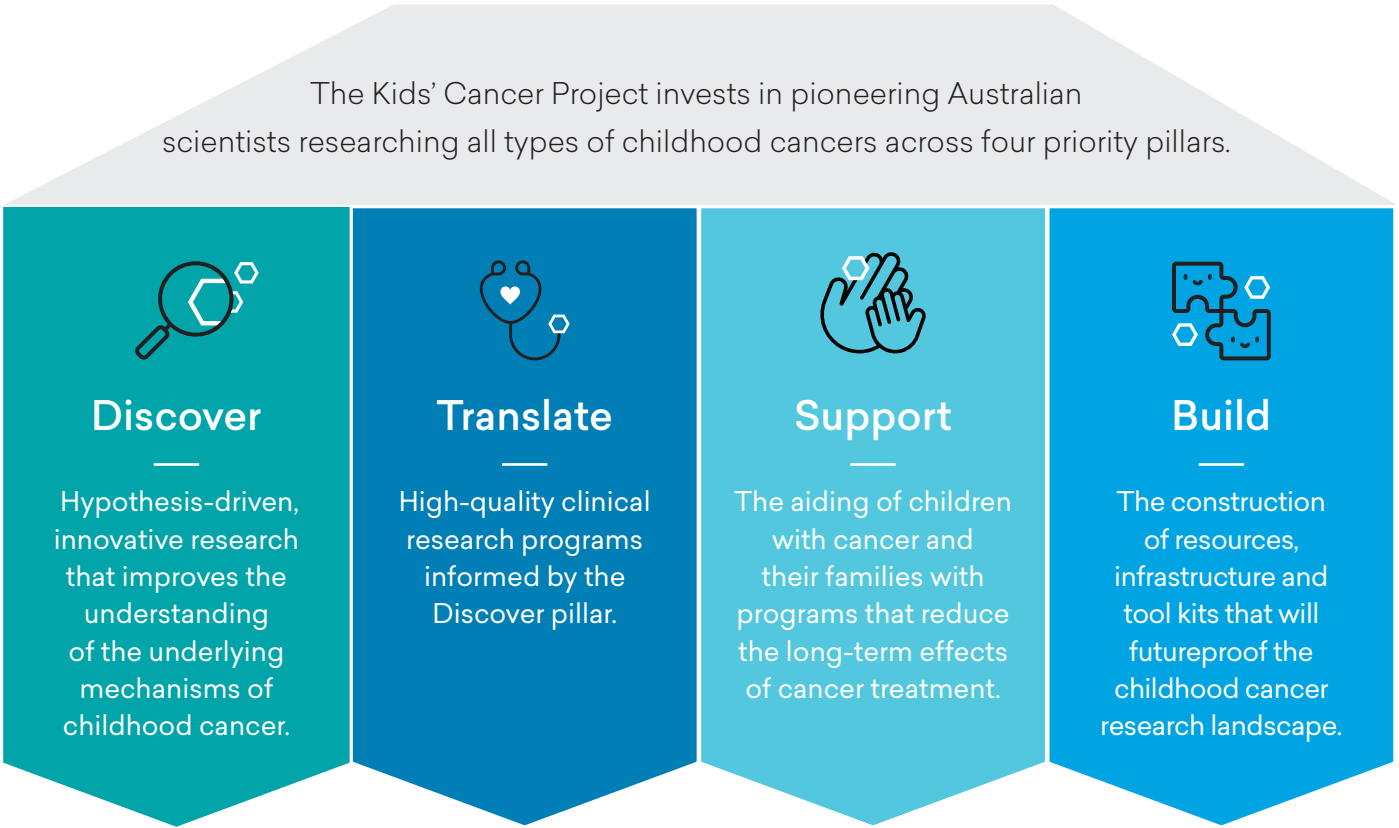 The Kids’ Cancer Project invests in pioneering Australian
scientists researching all types of childhood cancers across four priority pillars.
Discover
Hypothesis-driven,
innovative research
that improves the
understanding
of the underlying
mechanisms of
childhood cancer.
Translate
High-quality clinical
research programs
informed by the
Discover pillar.
Support
The aiding of children
with cancer and
their families with
programs that reduce
the long-term effects
of cancer treatment.
Build
The construction
of resources,
infrastructure and
tool kits that will
futureproof the
childhood cancer
research landscape.